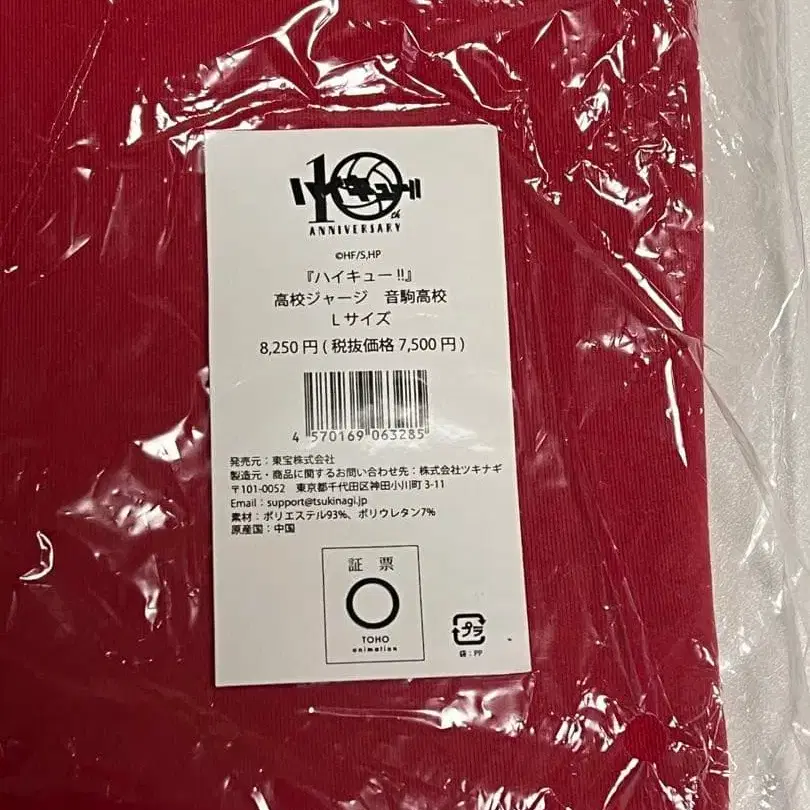 ハイキュー!!
10th
ANNIVERSARY
©HF/S,HP
『ハイキュー!!』
高校ジャージ 音駒高校
Lサイズ
8,250円(税抜価格7,500円)
4 570169 063285
発売元：東宝株式会社
製造元・商品に関するお問い合わせ先：株式会社ツキナギ
〒101-0052 東京都千代田区神田小川町3-11
Email：support@tsukinagi.jp
素材：ポリエステル93%、ポリウレタン7%
原産国：中国
証 票
TOHO
animation
プラ
袋：PP